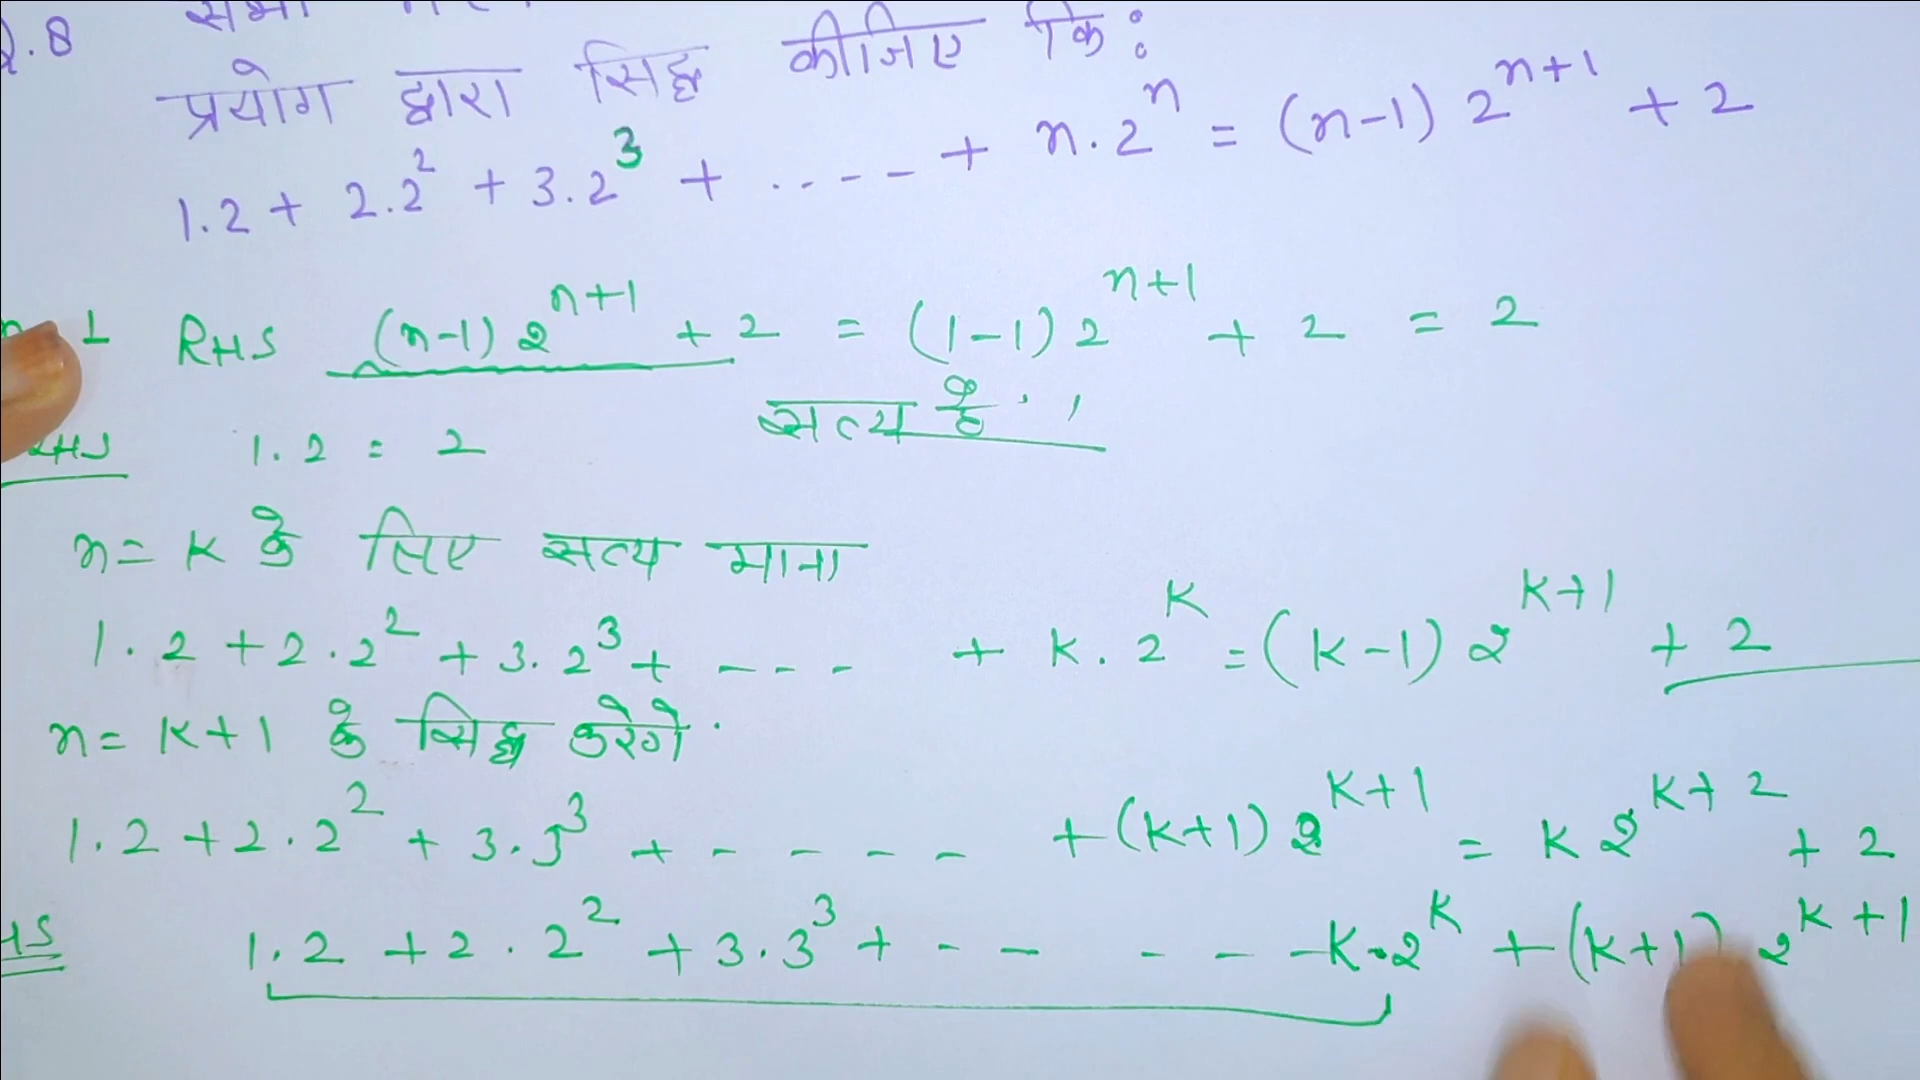 .8
प्रयोग द्वारा सिद्ध कीजिए कि:
1.2 + 2.2² + 3.2³ + ....- - - + n.2ⁿ = (n-1) 2ⁿ⁺¹ + 2
1 RHS (n-1) 2ⁿ⁺¹ + 2 = (1-1) 2ⁿ⁺¹ + 2 = 2
सत्य है
LHS 1.2 = 2
n = k के लिए सत्य माना
1.2 + 2.2² + 3.2³ + - - - + k.2ᵏ = (k-1) 2ᵏ⁺¹ + 2
n = k+1 के सिद्ध करेगे.
1.2 + 2.2² + 3.3³ + - - - - + (k+1) 2ᵏ⁺¹ = k 2ᵏ⁺² + 2
HS 1.2 + 2.2² + 3.3³ + - - - - - k.2ᵏ + (k+1) 2ᵏ⁺¹